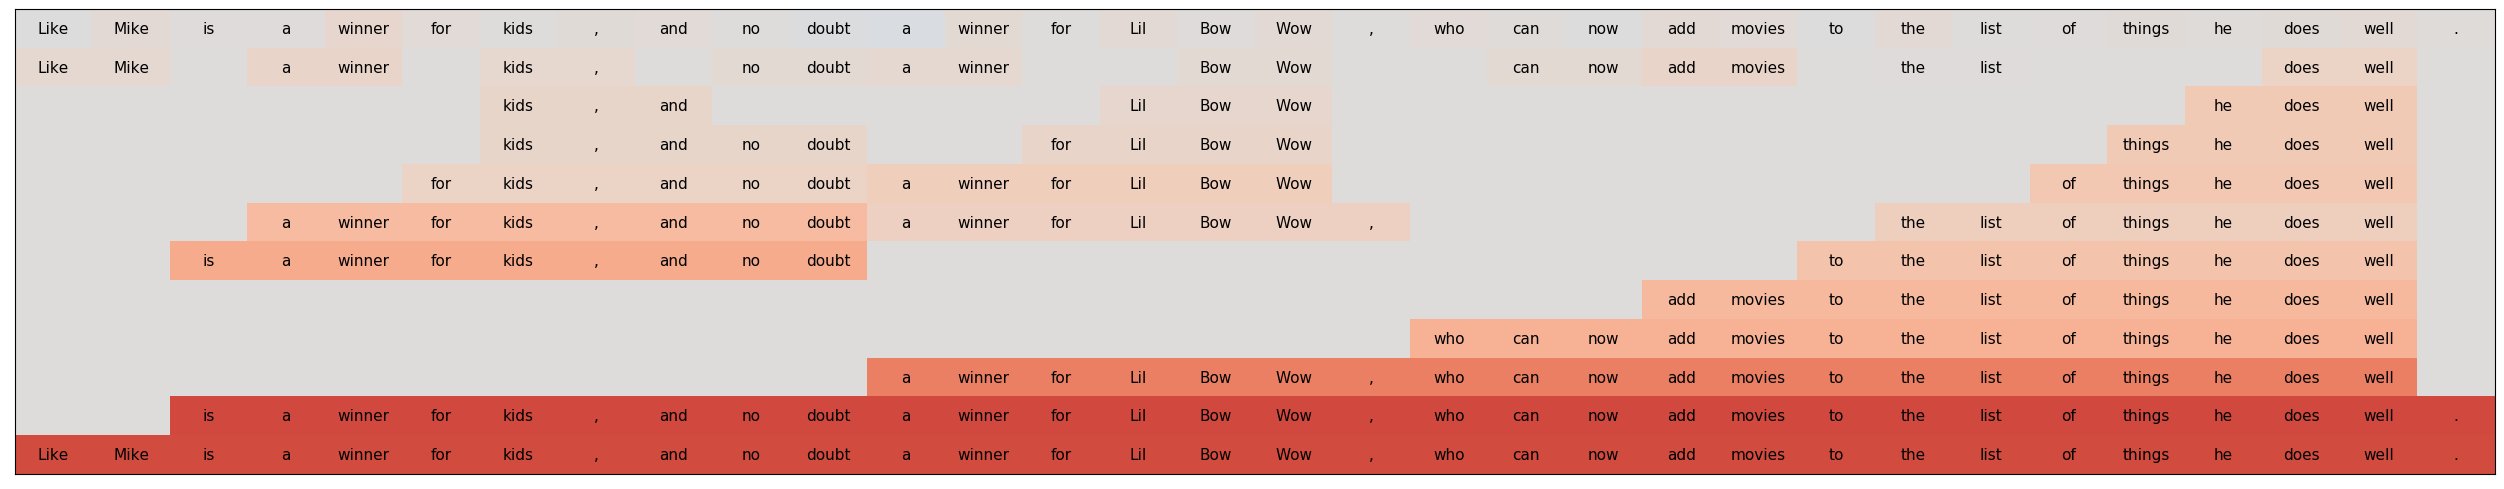 Like Mike is a winner for kids , and no doubt a winner for Lil Bow Wow , who can now add movies to the list of things he does well .
Like Mike a winner kids , no doubt a winner Bow Wow can now add movies the list does well
kids , and Lil Bow Wow he does well
kids , and no doubt for Lil Bow Wow things he does well
for kids , and no doubt a winner for Lil Bow Wow of things he does well
a winner for kids , and no doubt a winner for Lil Bow Wow , the list of things he does well
is a winner for kids , and no doubt to the list of things he does well
add movies to the list of things he does well
who can now add movies to the list of things he does well
a winner for Lil Bow Wow , who can now add movies to the list of things he does well
is a winner for kids , and no doubt a winner for Lil Bow Wow , who can now add movies to the list of things he does well .
Like Mike is a winner for kids , and no doubt a winner for Lil Bow Wow , who can now add movies to the list of things he does well .